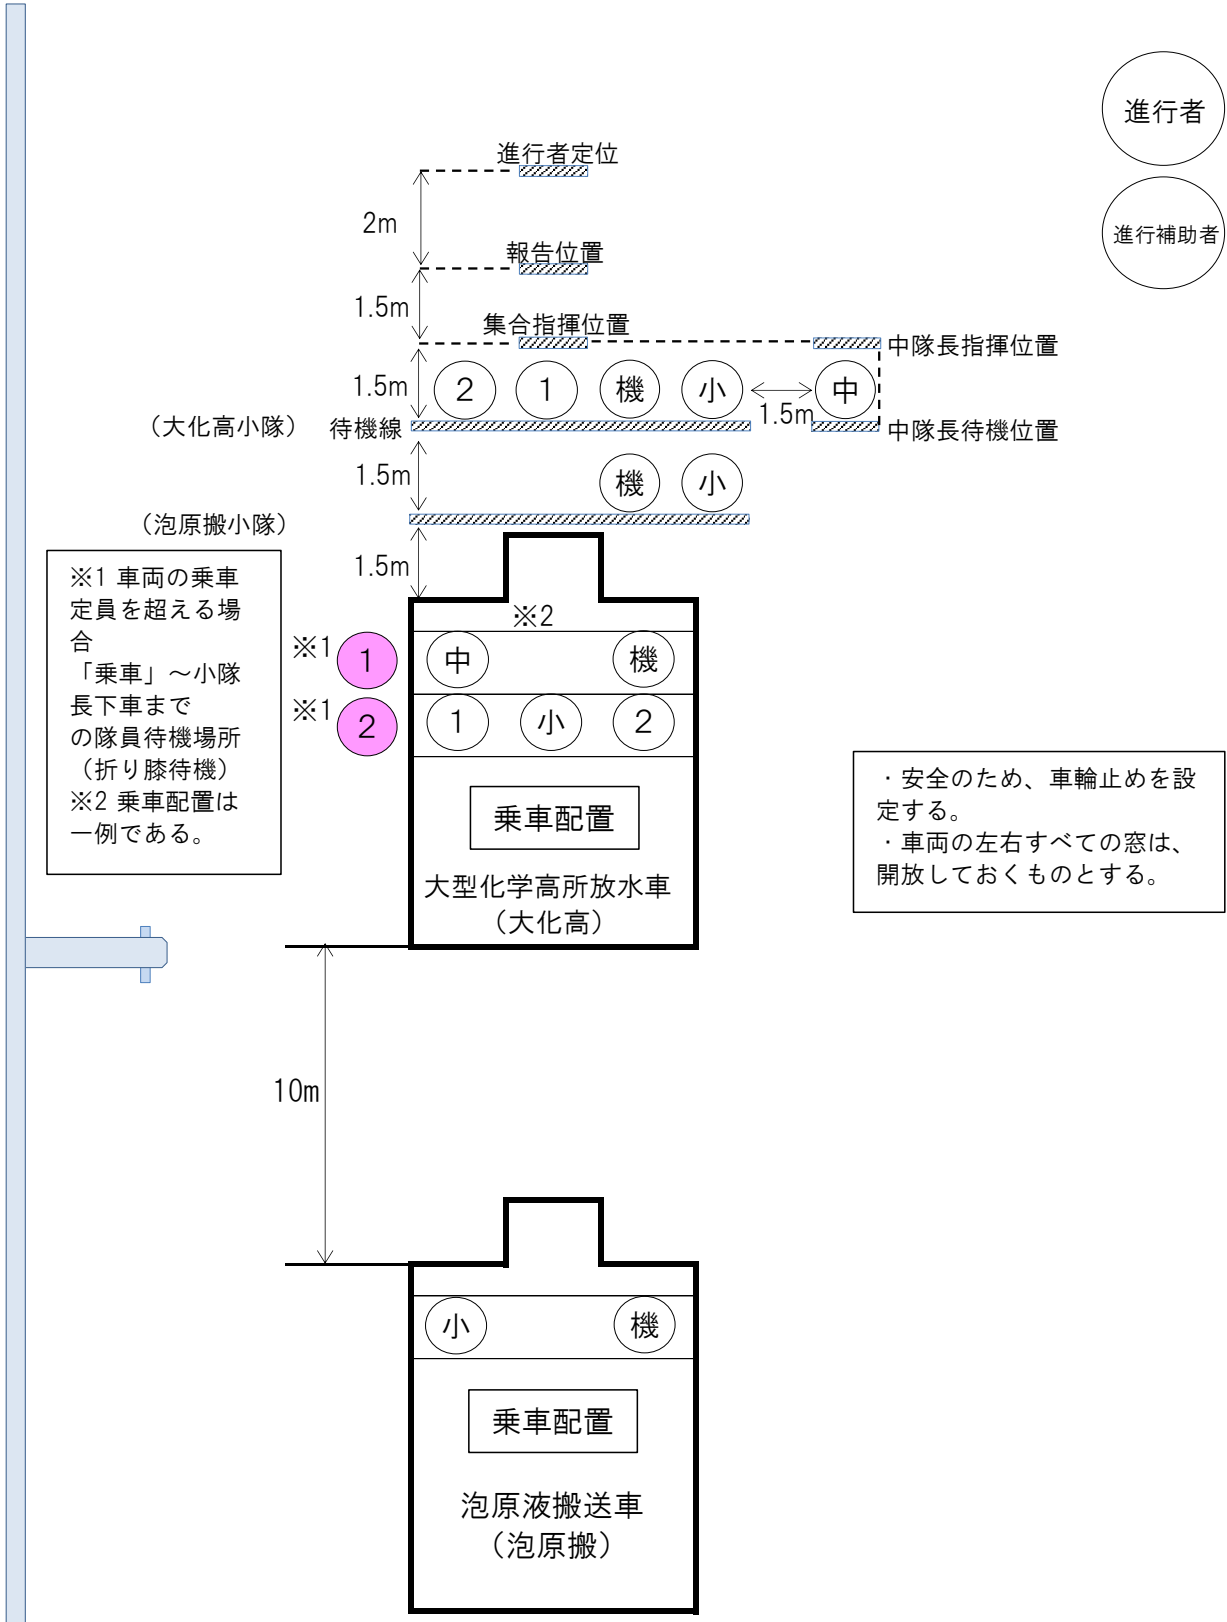 進行者
進行者定位
2m
進行補助者
報告位置
1.5m
集合指揮位置
中隊長指揮位置
1.5m
2
1
機
小
1.5m
中
（大化高小隊）
待機線
中隊長待機位置
1.5m
機
小
（泡原搬小隊）
1.5m
※1 車両の乗車
定員を超える場
合
「乗車」～小隊
長下車まで
の隊員待機場所
（折り膝待機）
※2 乗車配置は
一例である。
※2
※1
1
中
機
※1
2
1
小
2
乗車配置
大型化学高所放水車
（大化高）
・安全のため、車輪止めを設
定する。
・車両の左右すべての窓は、
開放しておくものとする。
10m
小
機
乗車配置
泡原液搬送車
（泡原搬）